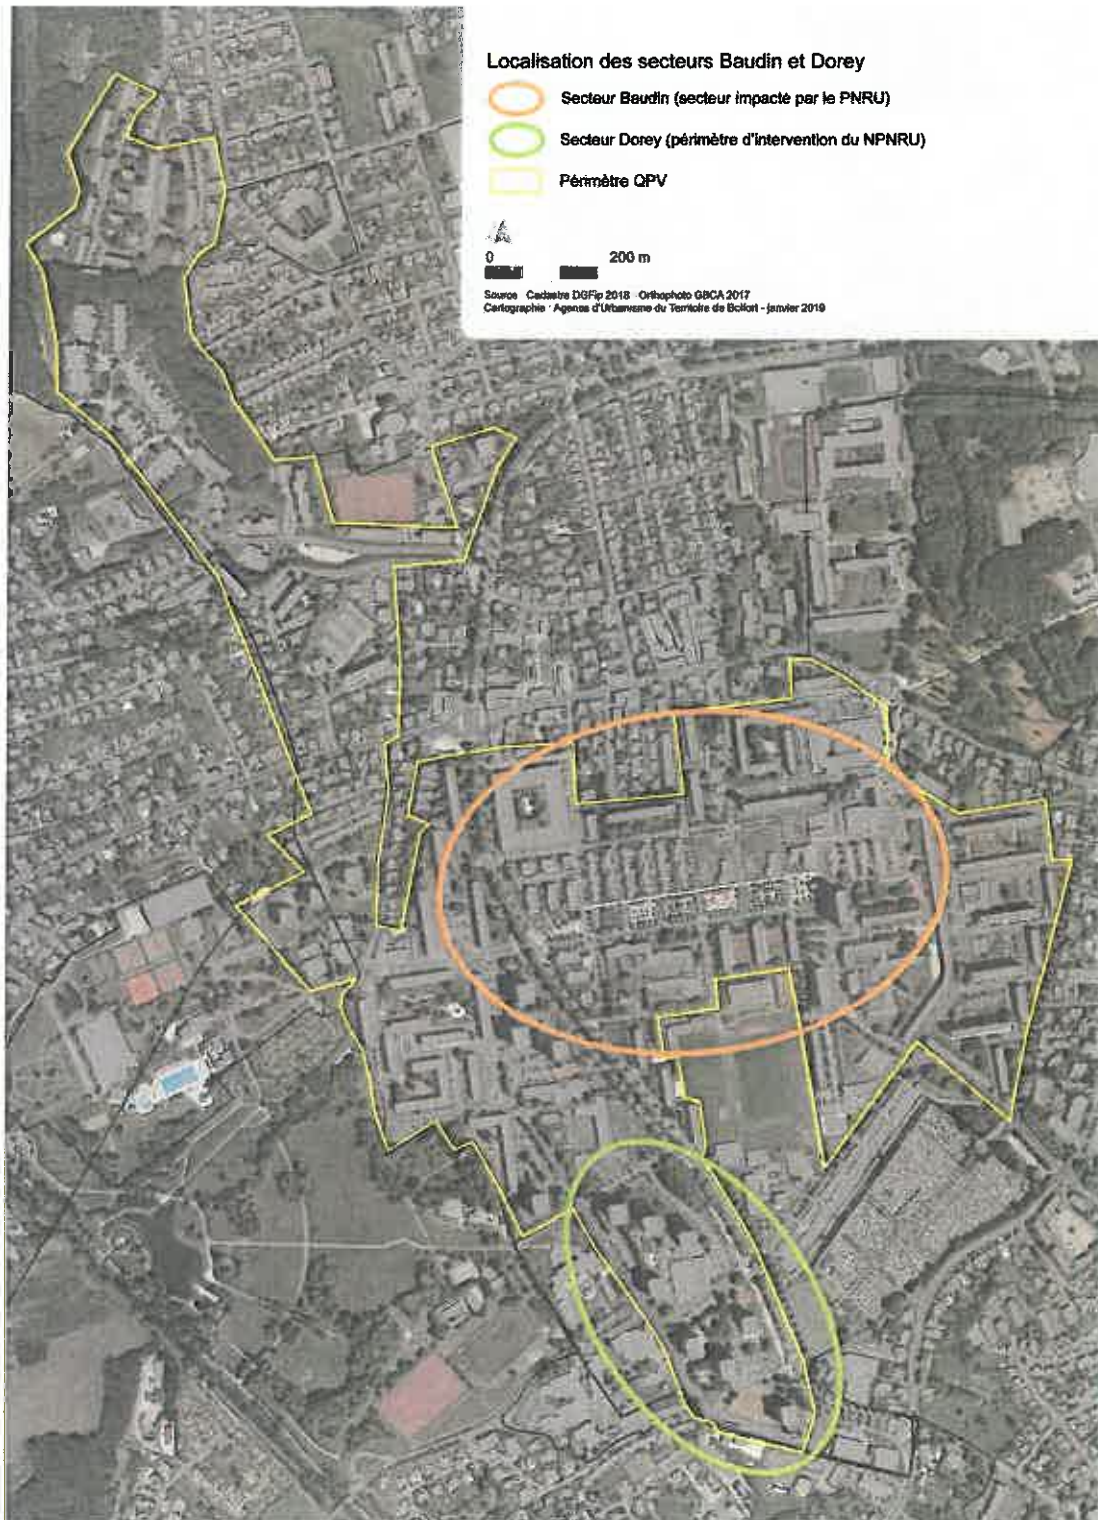 Localisation des secteurs Baudin et Dorey
Secteur Baudin (secteur impacté par le PNRU)
Secteur Dorey (périmètre d'intervention du NPNRU)
Périmètre QPV
0 200 m
Source : Cadastre DGFip 2018 - Orthophoto GBCA 2017
Cartographie : Agence d'Urbanisme du Territoire de Belfort - janvier 2019